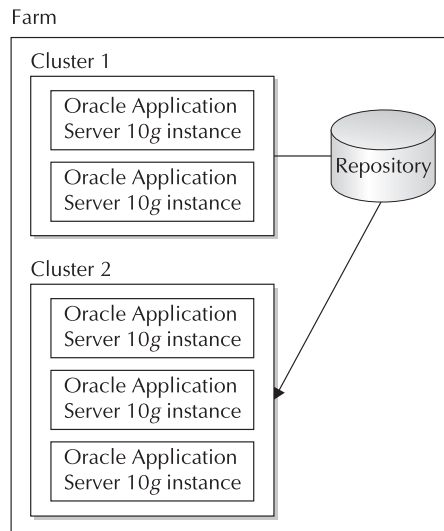 Farm
Cluster 1
Oracle Application
Server 10g instance
Oracle Application
Server 10g instance
Repository
Cluster 2
Oracle Application
Server 10g instance
Oracle Application
Server 10g instance
Oracle Application
Server 10g instance